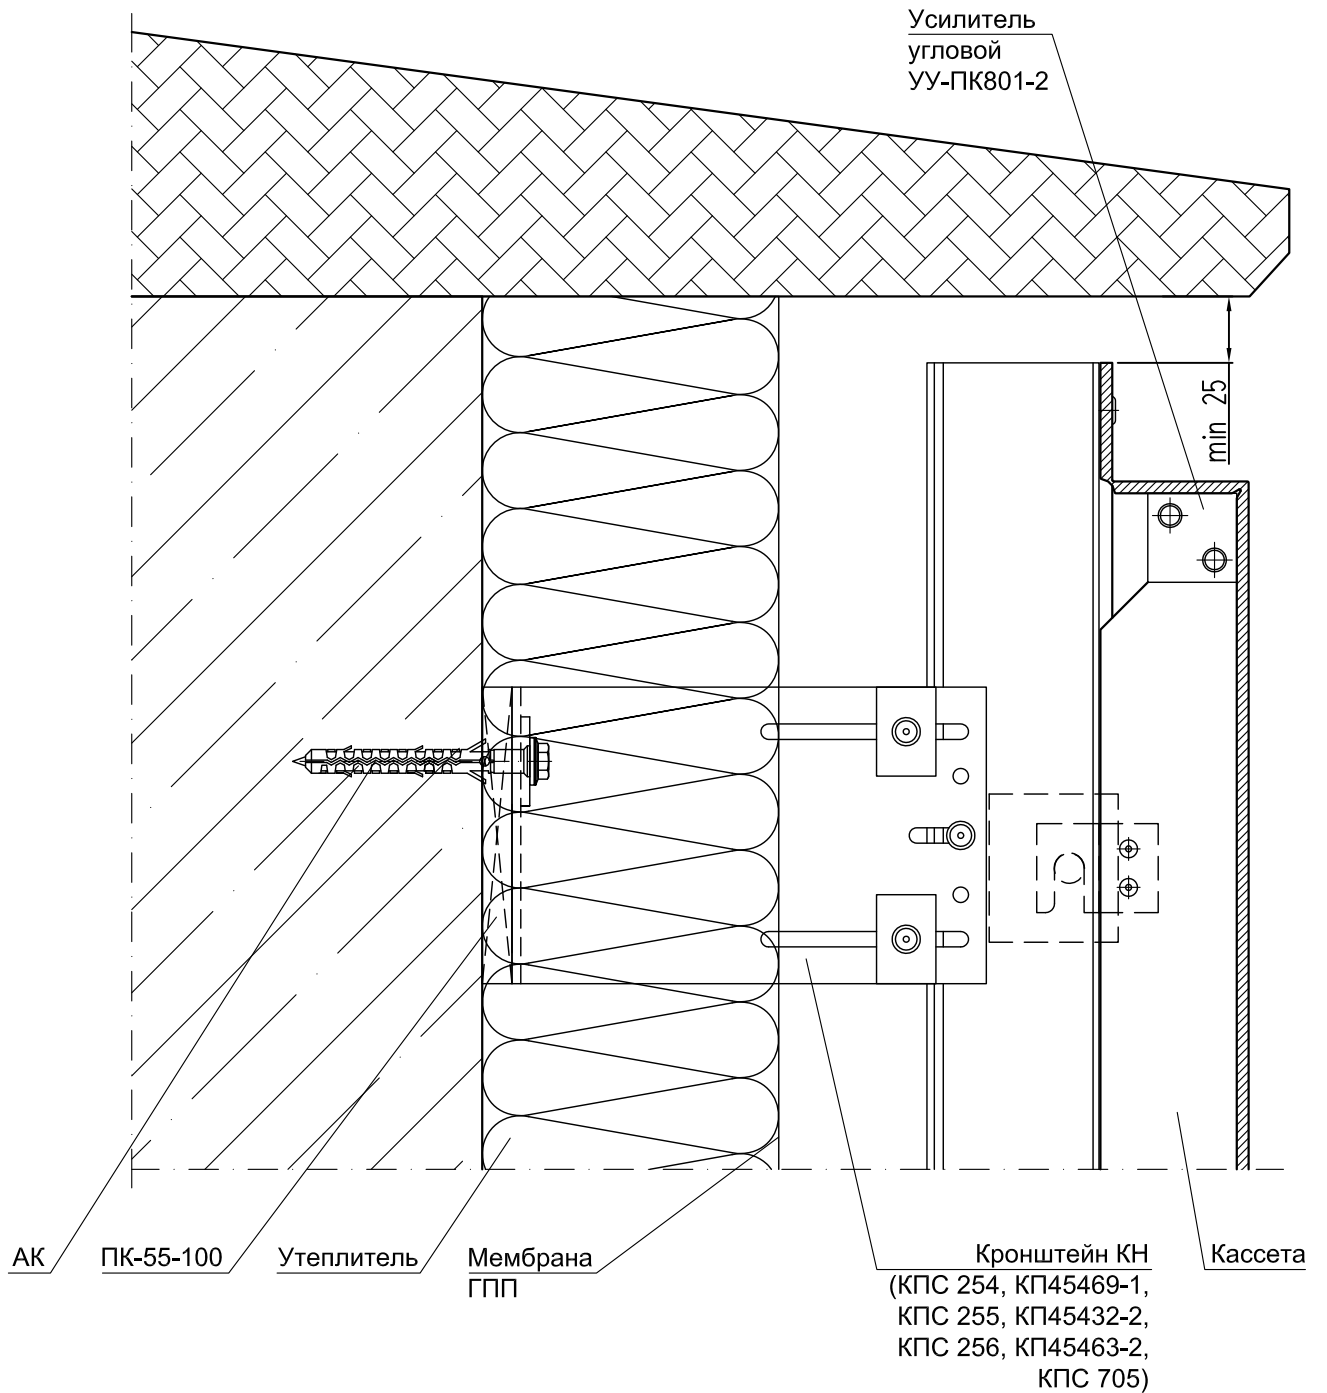 Усилитель
угловой
УУ-ПК801-2
min 25
АК
ПК-55-100
Утеплитель
Мембрана
ГПП
Кронштейн КН
(КПС 254, КП45469-1,
КПС 255, КП45432-2,
КПС 256, КП45463-2,
КПС 705)
Кассета